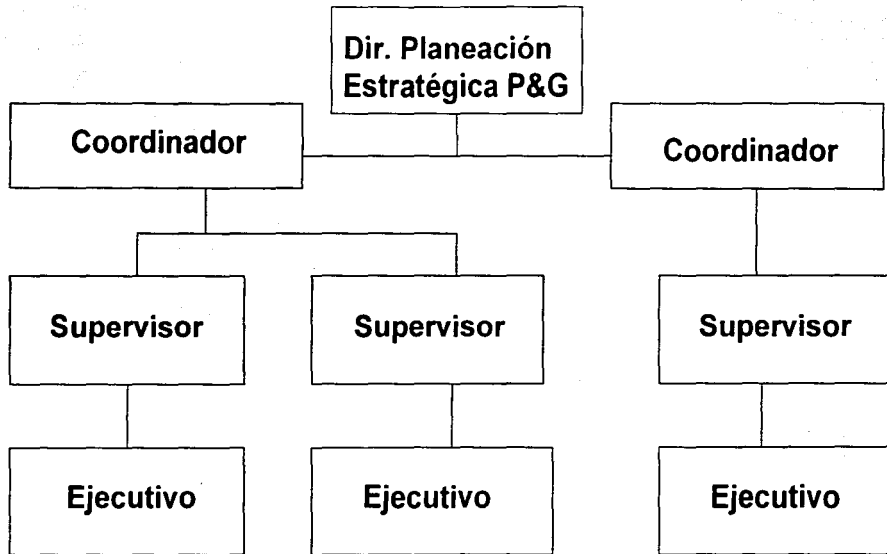 Dir. Planeación
Estratégica P&G
Coordinador
Coordinador
Supervisor
Supervisor
Supervisor
Ejecutivo
Ejecutivo
Ejecutivo